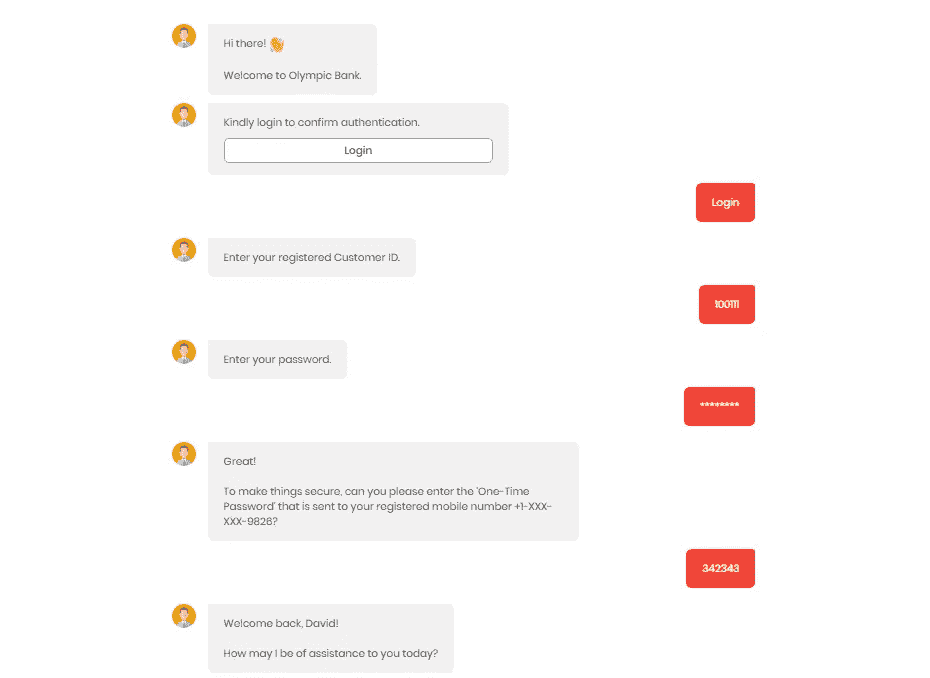 Hi there! 👋
Welcome to Olympic Bank.
Kindly login to confirm authentication.
Login
Login
Enter your registered Customer ID.
100111
Enter your password.
********
Great!
To make things secure, can you please enter the 'One-Time
Password' that is sent to your registered mobile number +1-XXX-
XXX-9826?
342343
Welcome back, David!
How may I be of assistance to you today?